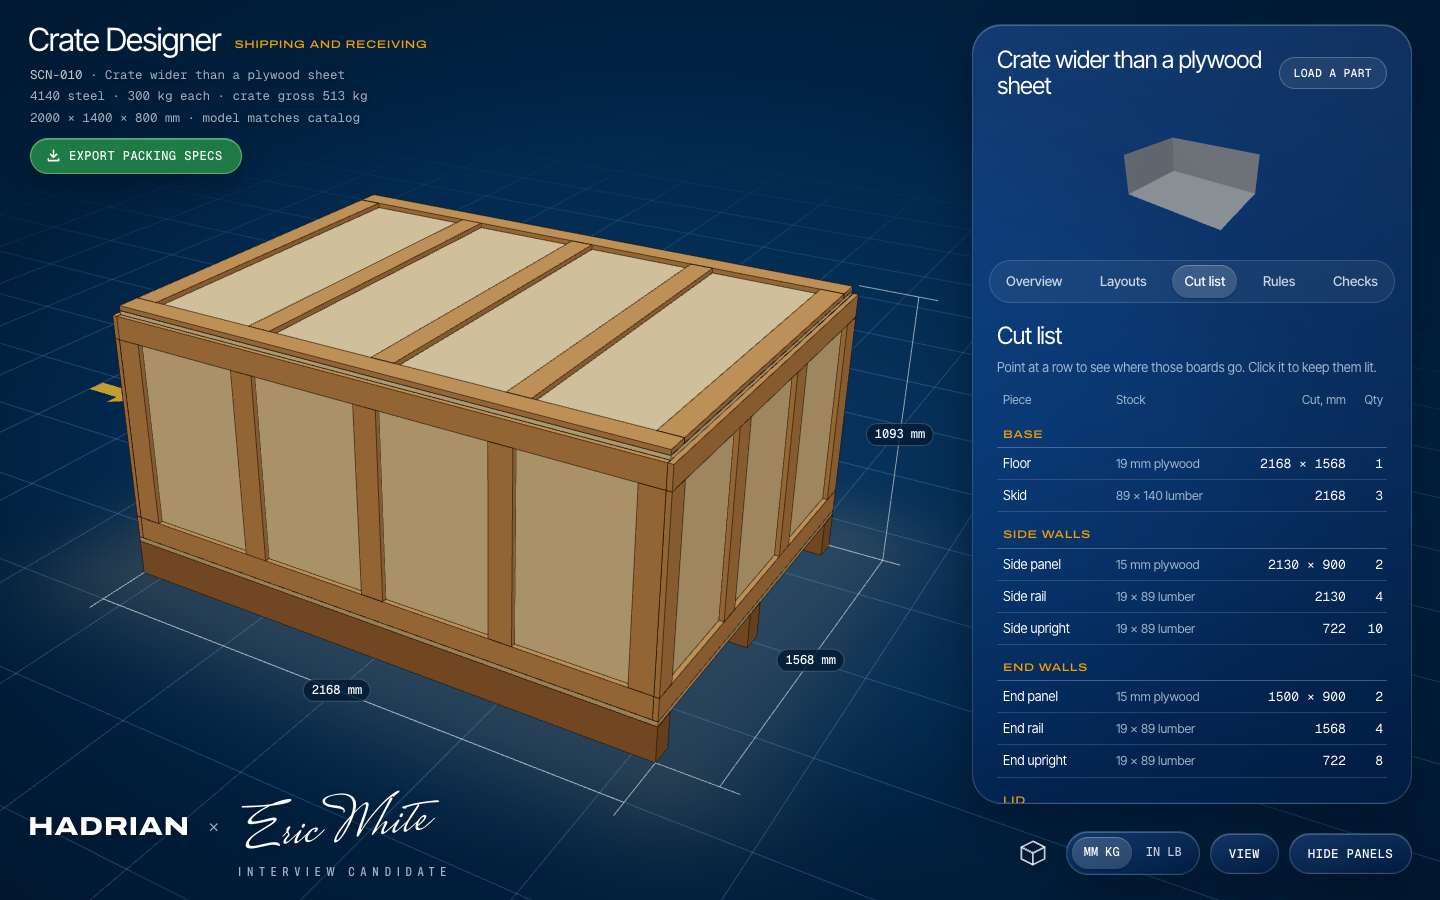 Crate Designer SHIPPING AND RECEIVING
SCN-010 · Crate wider than a plywood sheet
4140 steel · 300 kg each · crate gross 513 kg
2000 × 1400 × 800 mm · model matches catalog
EXPORT PACKING SPECS
1093 mm
1568 mm
2168 mm
HADRIAN × Eric White
INTERVIEW CANDIDATE
Crate wider than a plywood
sheet
LOAD A PART
Overview Layouts Cut list Rules Checks
Cut list
Point at a row to see where those boards go. Click it to keep them lit.
Piece Stock Cut, mm Qty
BASE
Floor 19 mm plywood 2168 × 1568 1
Skid 89 × 140 lumber 2168 3
SIDE WALLS
Side panel 15 mm plywood 2130 × 900 2
Side rail 19 × 89 lumber 2130 4
Side upright 19 × 89 lumber 722 10
END WALLS
End panel 15 mm plywood 1500 × 900 2
End rail 19 × 89 lumber 1568 4
End upright 19 × 89 lumber 722 8
LID
MM KG IN LB VIEW HIDE PANELS